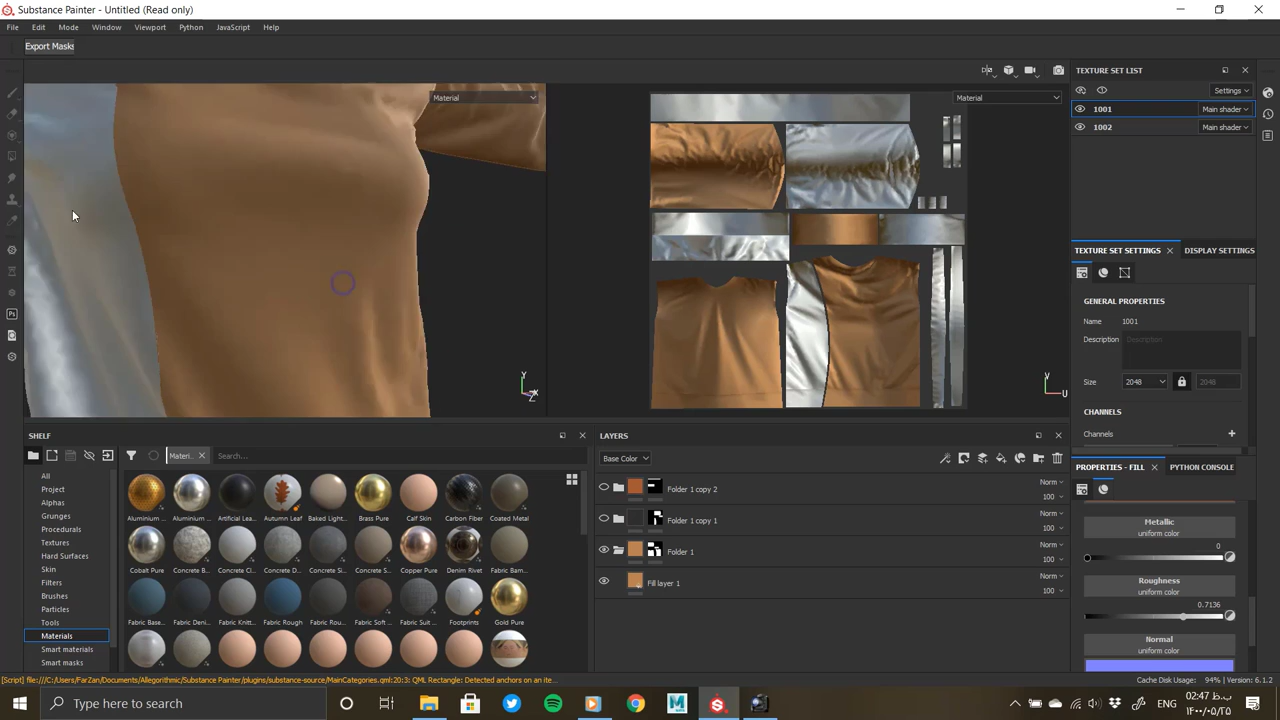 Substance Painter - Untitled (Read only)
File Edit Mode Window Viewport Python JavaScript Help
Export Masks
Material
Material
Y
Z
V
U
TEXTURE SET LIST
Settings
1001 Main shader
1002 Main shader
TEXTURE SET SETTINGS DISPLAY SETTINGS
GENERAL PROPERTIES
Name 1001
Description Description
Size 2048 2048
CHANNELS
Channels
SHELF
Materi... Search...
All
Project
Alphas
Grunges
Procedurals
Textures
Hard Surfaces
Skin
Filters
Brushes
Particles
Tools
Materials
Smart materials
Smart masks
Aluminium ... Aluminium ... Artificial Lea... Autumn Leaf Baked Light... Brass Pure Calf Skin Carbon Fiber Coated Metal
Cobalt Pure Concrete B... Concrete Cl... Concrete D... Concrete Si... Concrete S... Copper Pure Denim Rivet Fabric Bam...
Fabric Base... Fabric Deni... Fabric Knitt... Fabric Rough Fabric Rou... Fabric Soft ... Fabric Suit ... Footprints Gold Pure
LAYERS
Base Color
Folder 1 copy 2 Norm 100
Folder 1 copy 1 Norm 100
Folder 1 Norm 100
Fill layer 1 Norm 100
PROPERTIES - FILL PYTHON CONSOLE
Metallic
uniform color
0
Roughness
uniform color
0.7136
Normal
uniform color
[Script] file:///C:/Users/FarZan/Documents/Allegorithmic/Substance Painter/plugins/substance-source/MainCategories.qml:20:3: QML Rectangle: Detected anchors on an ite...
Cache Disk Usage: 94% | Version: 6.1.2
Type here to search
ENG
02:47 ب.ظ
۱۴۰۰/۰۵/۲۵